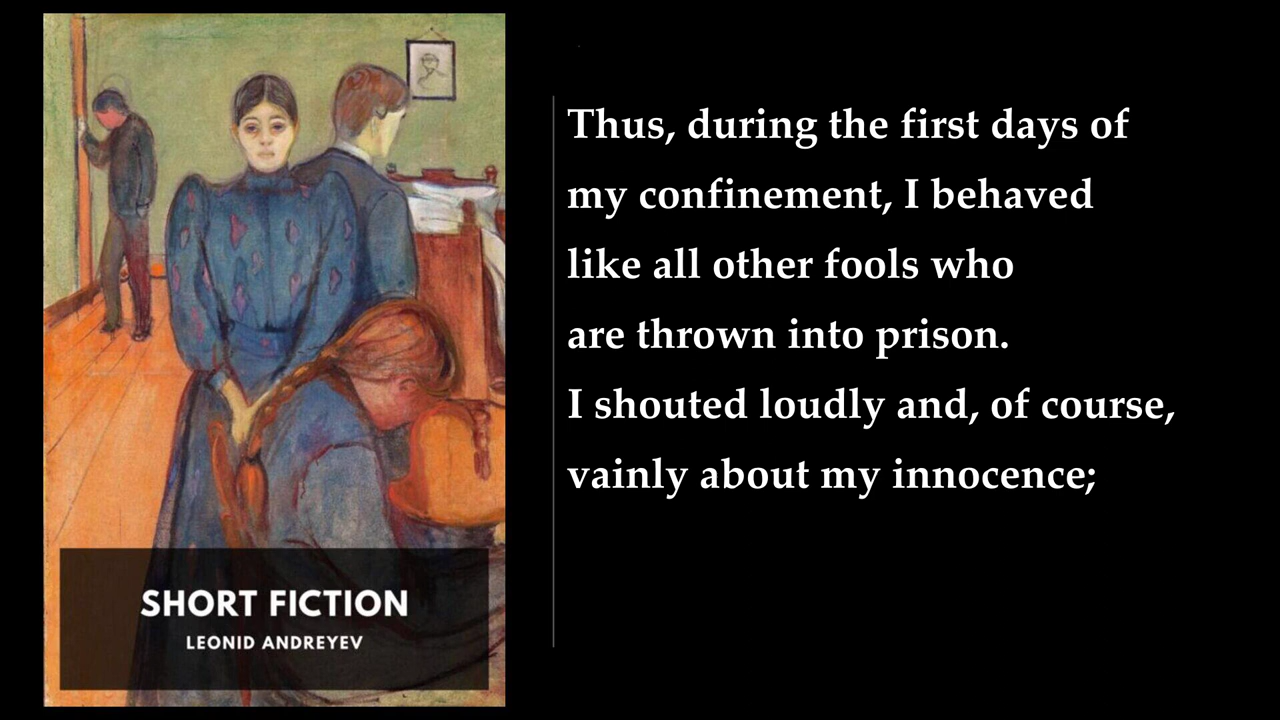 SHORT FICTION
LEONID ANDREYEV
Thus, during the first days of
my confinement, I behaved
like all other fools who
are thrown into prison.
I shouted loudly and, of course,
vainly about my innocence;